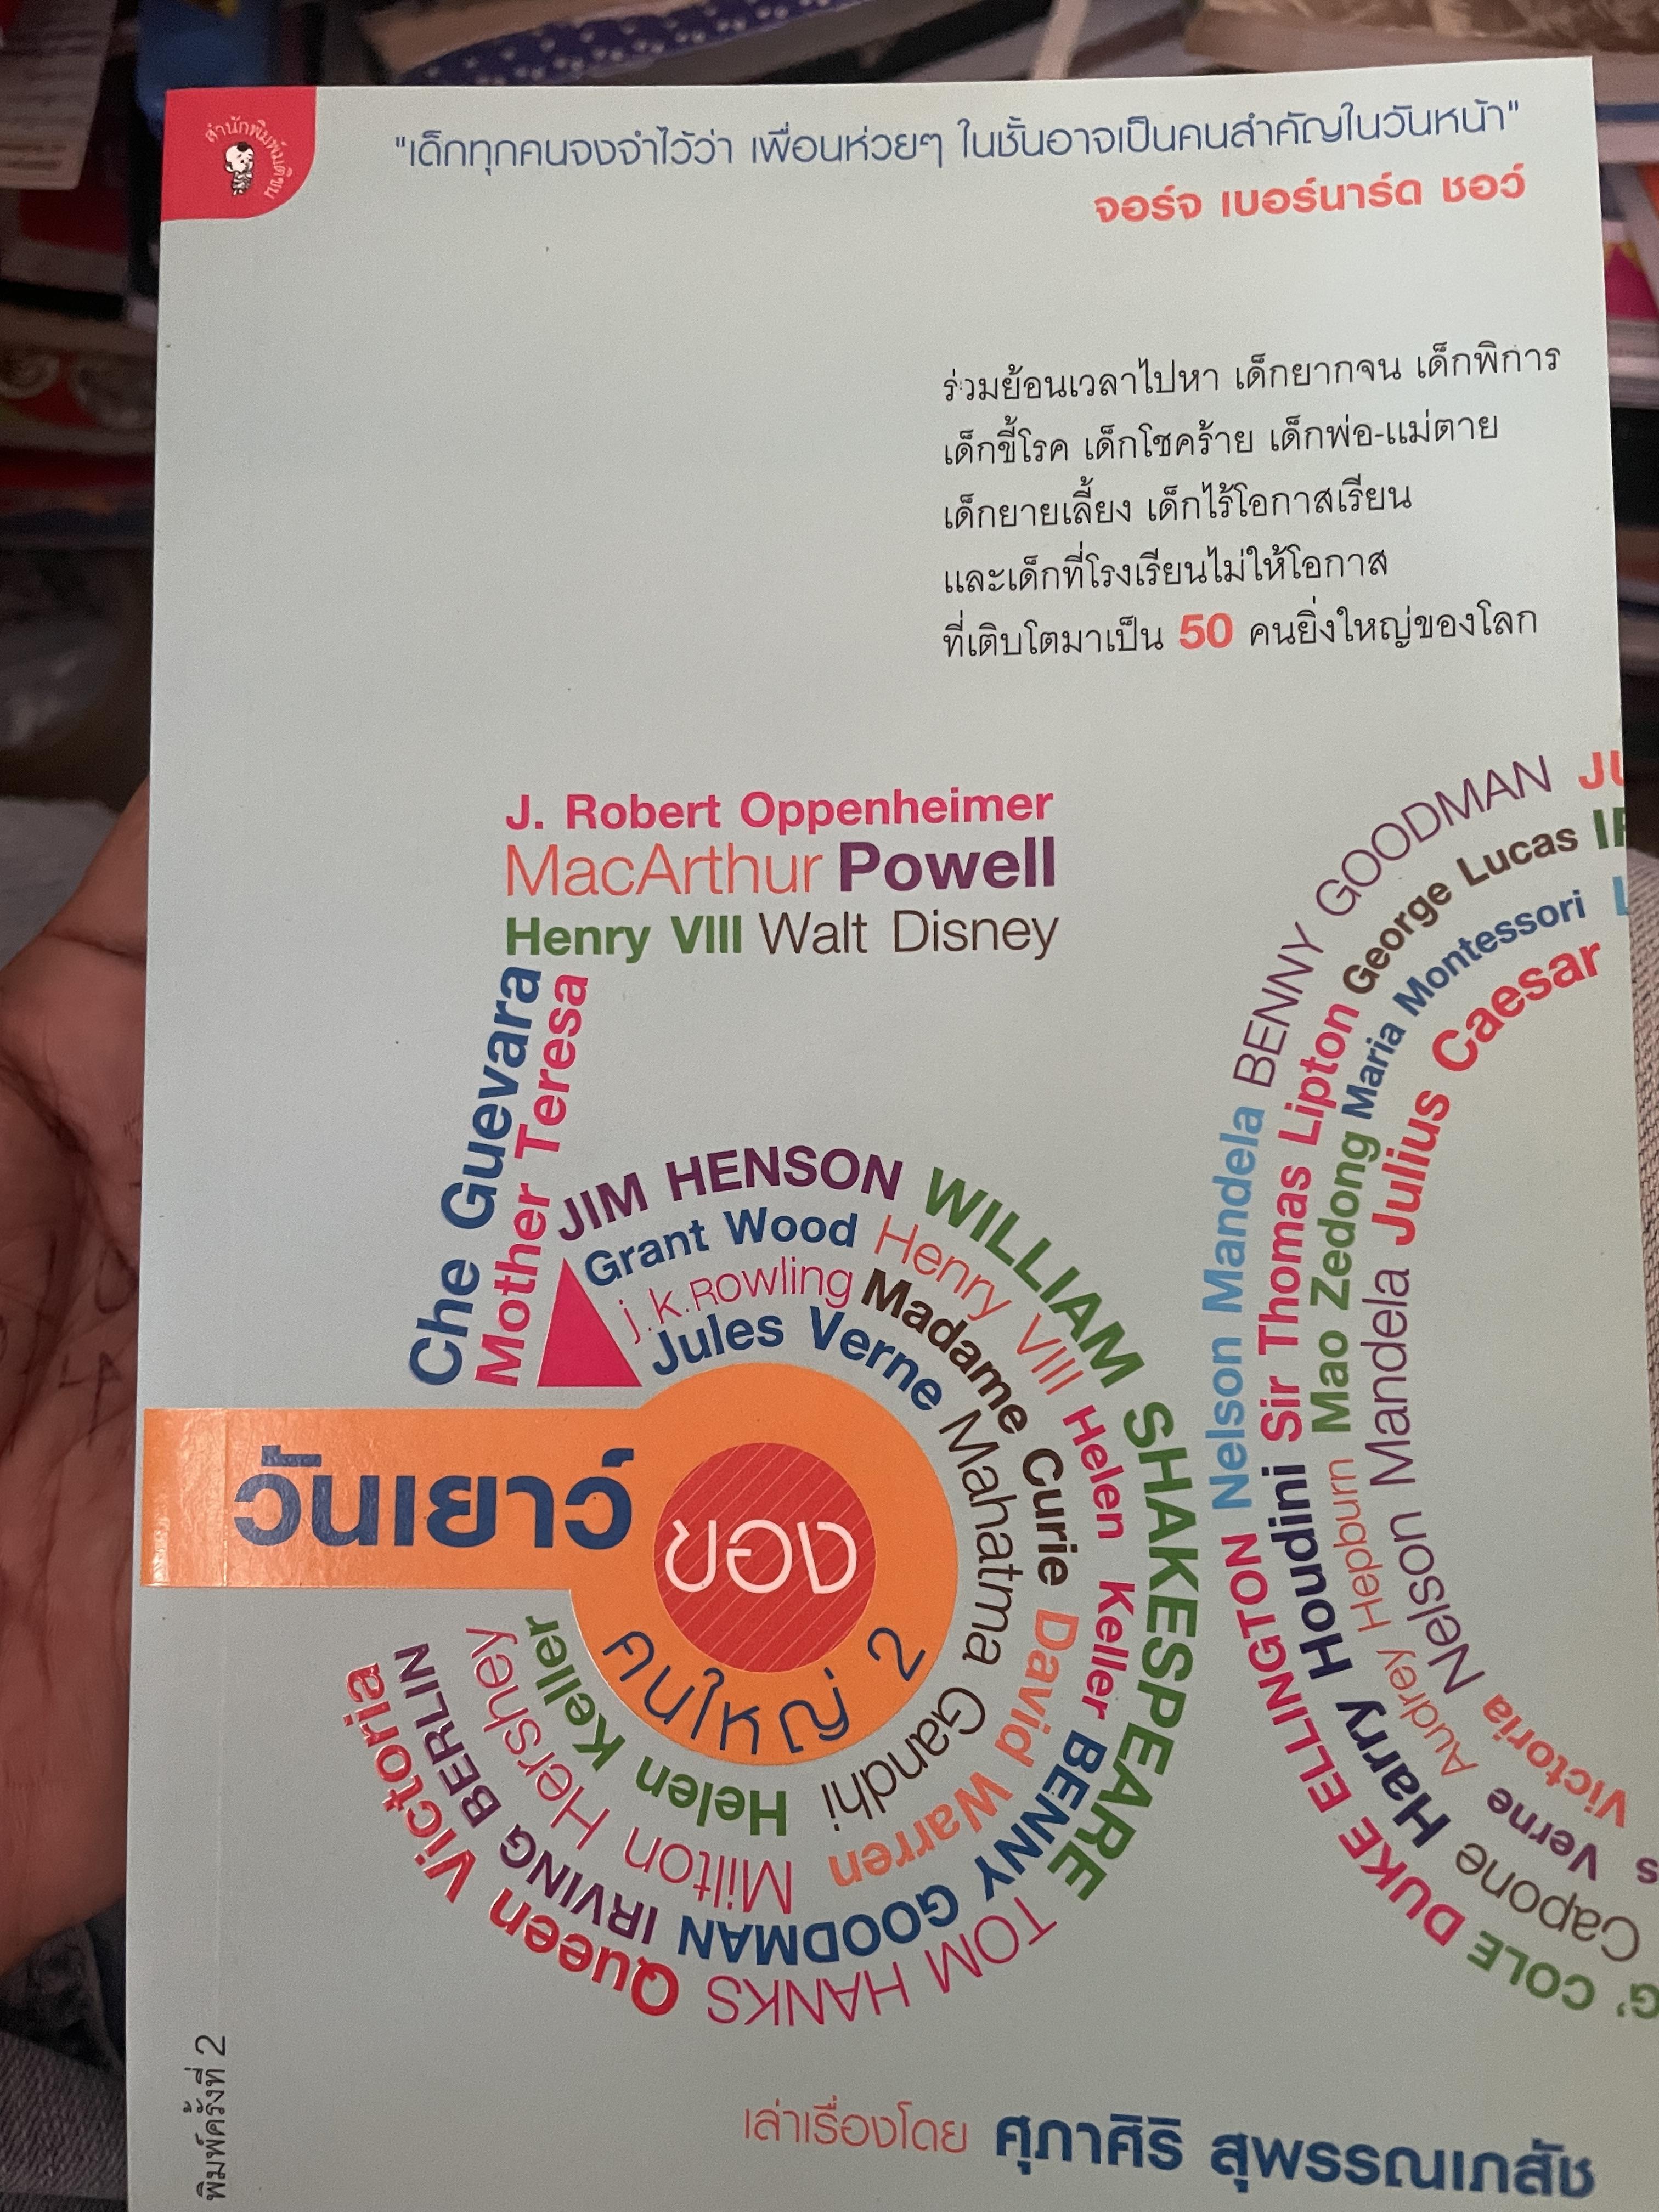 สำนักพิมพ์มติชน
"เด็กทุกคนจงจำไว้ว่า เพื่อนห่วยๆ ในชั้นอาจเป็นคนสำคัญในวันหน้า"
จอร์จ เบอร์นาร์ด ชอว์
ร่วมย้อนเวลาไปหา เด็กยากจน เด็กพิการ
เด็กขี้โรค เด็กโชคร้าย เด็กพ่อ-แม่ตาย
เด็กยายเลี้ยง เด็กไร้โอกาสเรียน
และเด็กที่โรงเรียนไม่ให้โอกาส
ที่เติบโตมาเป็น 50 คนยิ่งใหญ่ของโลก
J. Robert Oppenheimer
MacArthur Powell
Henry VIII Walt Disney
Che Guevara
Mother Teresa
JIM HENSON WILLIAM SHAKESPEARE
TOM HANKS Queen Victoria
Grant Wood Henry VIII Helen Keller BENNY GOODMAN IRVING BERLIN
j.k.ROWling Madame Curie David Warren Milton Hershey
Jules Verne Mahatma Gandhi Helen Keller
COLE DUKE ELLINGTON Nelson Mandela BENNY GOODMAN
Capone Harry Houdini Sir Thomas Lipton George Lucas
Verne Audrey Hepburn Mao Zedong Maria Montessori
Victoria Nelson Mandela Julius Caesar
วันเยาว์
ของ
คนใหญ่ 2
พิมพ์ครั้งที่ 2
เล่าเรื่องโดย ศุภาศิริ สุพรรณเภสัช